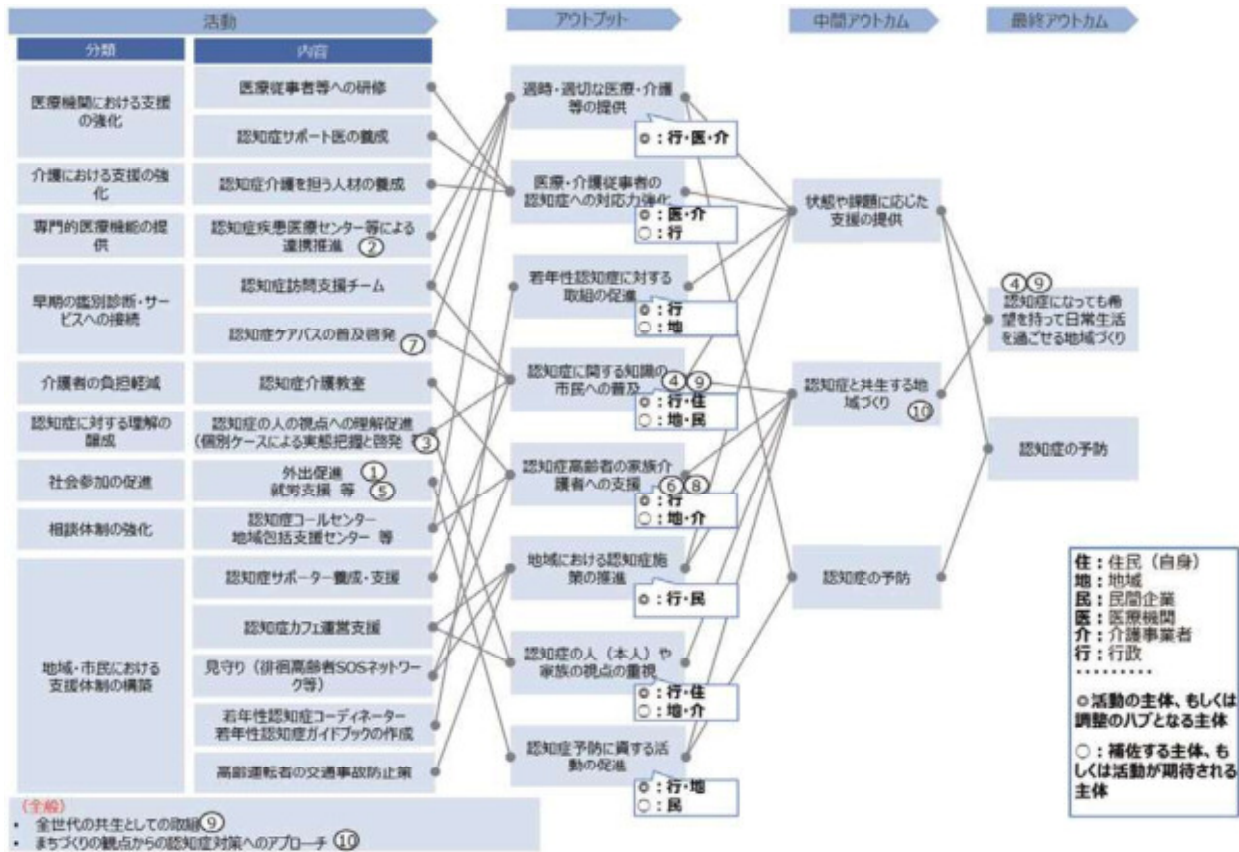 活動
アウトプット
中間アウトカム
最終アウトカム
分類
内容
医療機関における支援
の強化
医療従事者等への研修
認知症サポート医の養成
介護における支援の強
化
認知症介護を担う人材の養成
専門的医療機能の提
供
認知症疾患医療センター等による
連携推進 ②
早期の鑑別診断・サー
ビスへの接続
認知症訪問支援チーム
認知症ケアパスの普及啓発
⑦
介護者の負担軽減
認知症介護教室
認知症に対する理解の
醸成
認知症の人の視点への理解促進
(個別ケースによる実態把握と啓発 ③
社会参加の促進
外出促進 ①
就労支援 等 ⑤
相談体制の強化
認知症コールセンター
地域包括支援センター 等
地域・市民における
支援体制の構築
認知症サポーター養成・支援
認知症カフェ運営支援
見守り(徘徊高齢者SOSネットワー
ク等)
若年性認知症コーディネーター
若年性認知症ガイドブックの作成
高齢運転者の交通事故防止策
適時・適切な医療・介護
等の提供
◎:行・医・介
医療・介護従事者の
認知症への対応力強化
◎:医・介
○:行
若年性認知症に対する
取組の促進
◎:行
○:地
認知症に関する知識の
市民への普及 ④ ⑨
◎:行・住
○:地・民
認知症高齢者の家族介
護者への支援 ⑥ ⑧
◎:行
○:地・介
地域における認知症施
策の推進
◎:行・民
認知症の人(本人)や
家族の視点の重視
◎:行・住
○:地・介
認知症予防に資する活
動の促進
◎:行・地
○:民
状態や課題に応じた
支援の提供
認知症と共生する地
域づくり ⑩
認知症の予防
④ ⑨
認知症になっても希
望を持って日常生活
を過ごせる地域づくり
認知症の予防
住:住民(自身)
地:地域
民:民間企業
医:医療機関
介:介護事業者
行:行政
・・・・・・・・・
◎活動の主体、もしくは
調整のハブとなる主体
○:補佐する主体、も
しくは活動が期待される
主体
(全般)
・ 全世代の共生としての取組⑨
・ まちづくりの観点からの認知症対策へのアプローチ ⑩